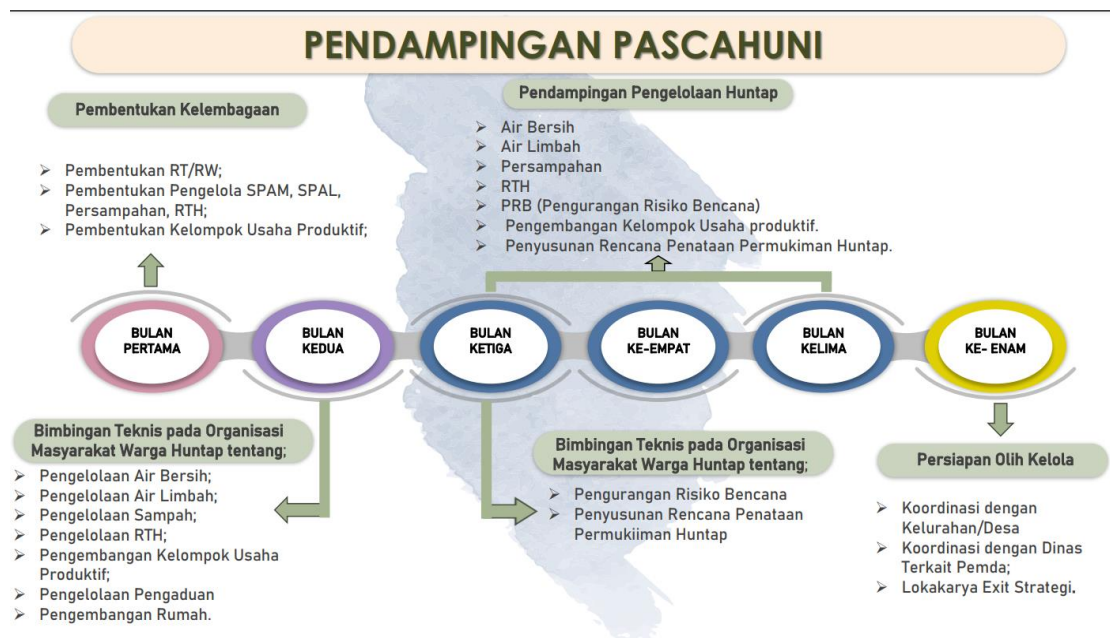 PENDAMPINGAN PASCAHUNI
Pembentukan Kelembagaan
➢ Pembentukan RT/RW;
➢ Pembentukan Pengelola SPAM, SPAL,
Persampahan, RTH;
➢ Pembentukan Kelompok Usaha Produktif;
Pendampingan Pengelolaan Huntap
➢ Air Bersih
➢ Air Limbah
➢ Persampahan
➢ RTH
➢ PRB (Pengurangan Risiko Bencana)
➢ Pengembangan Kelompok Usaha produktif.
➢ Penyusunan Rencana Penataan Permukiman Huntap.
BULAN
PERTAMA
BULAN
KEDUA
BULAN
KETIGA
BULAN
KE-EMPAT
BULAN
KELIMA
BULAN
KE- ENAM
Bimbingan Teknis pada Organisasi
Masyarakat Warga Huntap tentang;
➢ Pengelolaan Air Bersih;
➢ Pengelolaan Air Limbah;
➢ Pengelolaan Sampah;
➢ Pengelolaan RTH;
➢ Pengembangan Kelompok Usaha
Produktif;
➢ Pengelolaan Pengaduan
➢ Pengembangan Rumah.
Bimbingan Teknis pada Organisasi
Masyarakat Warga Huntap tentang;
➢ Pengurangan Risiko Bencana
➢ Penyusunan Rencana Penataan
Permukiiman Huntap
Persiapan Olih Kelola
➢ Koordinasi dengan
Kelurahan/Desa
➢ Koordinasi dengan Dinas
Terkait Pemda;
➢ Lokakarya Exit Strategi.